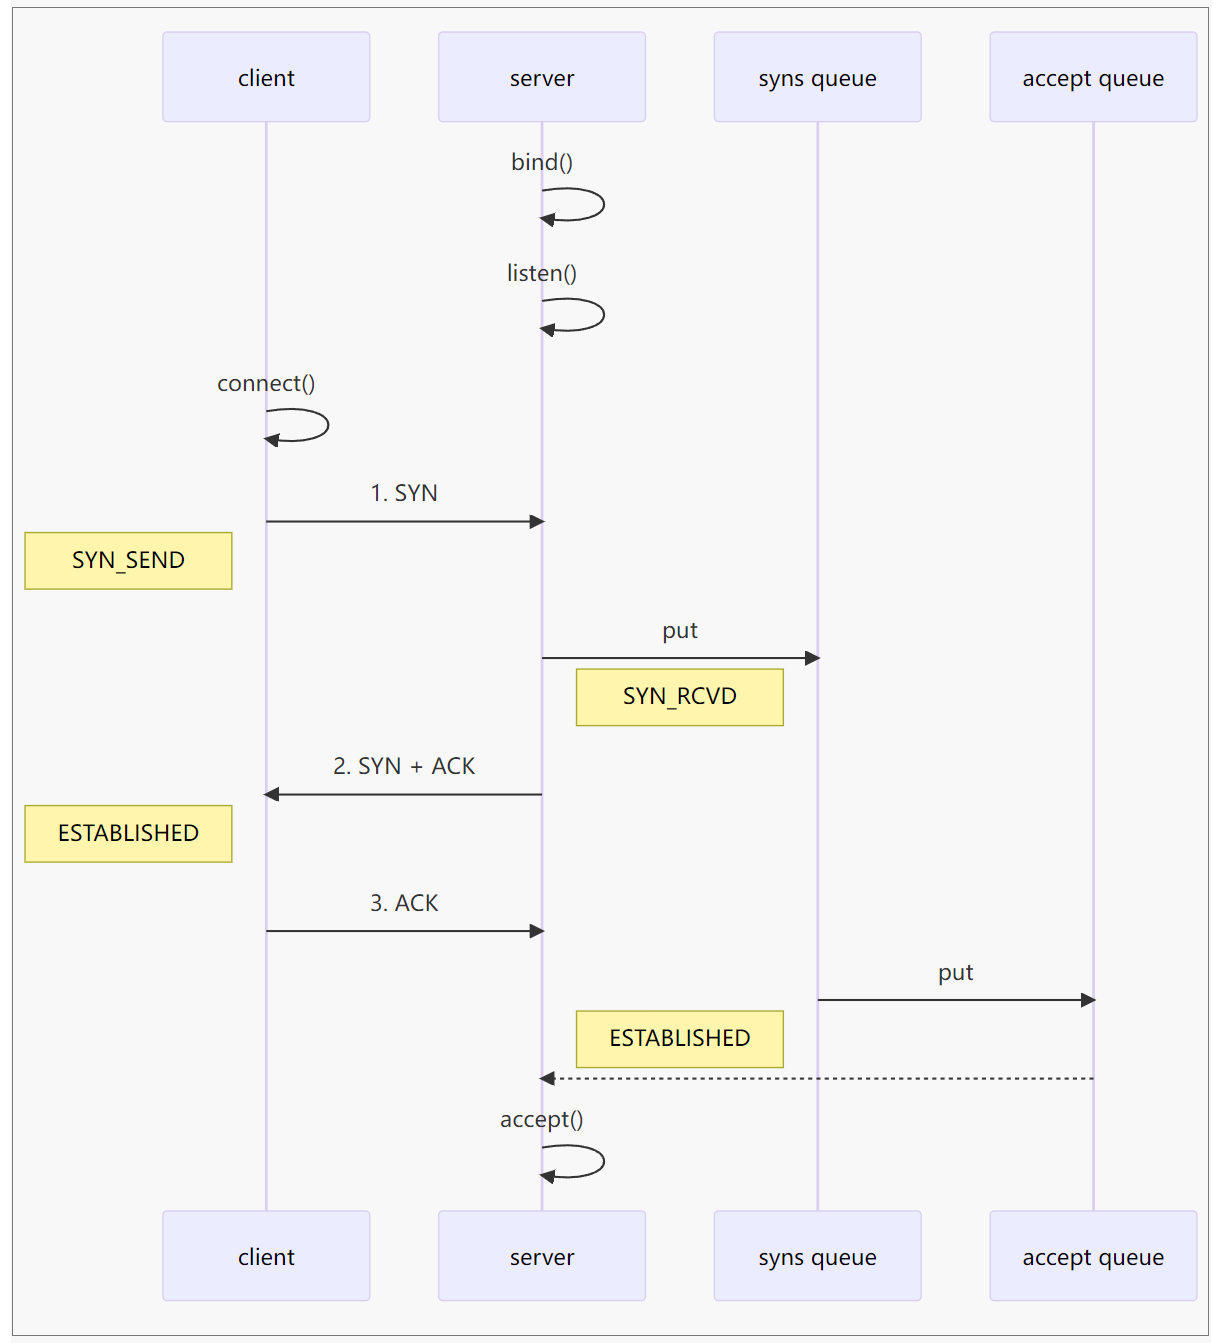 client
server
syns queue
accept queue
bind()
listen()
connect()
1. SYN
SYN_SEND
put
SYN_RCVD
2. SYN + ACK
ESTABLISHED
3. ACK
put
ESTABLISHED
accept()
client
server
syns queue
accept queue